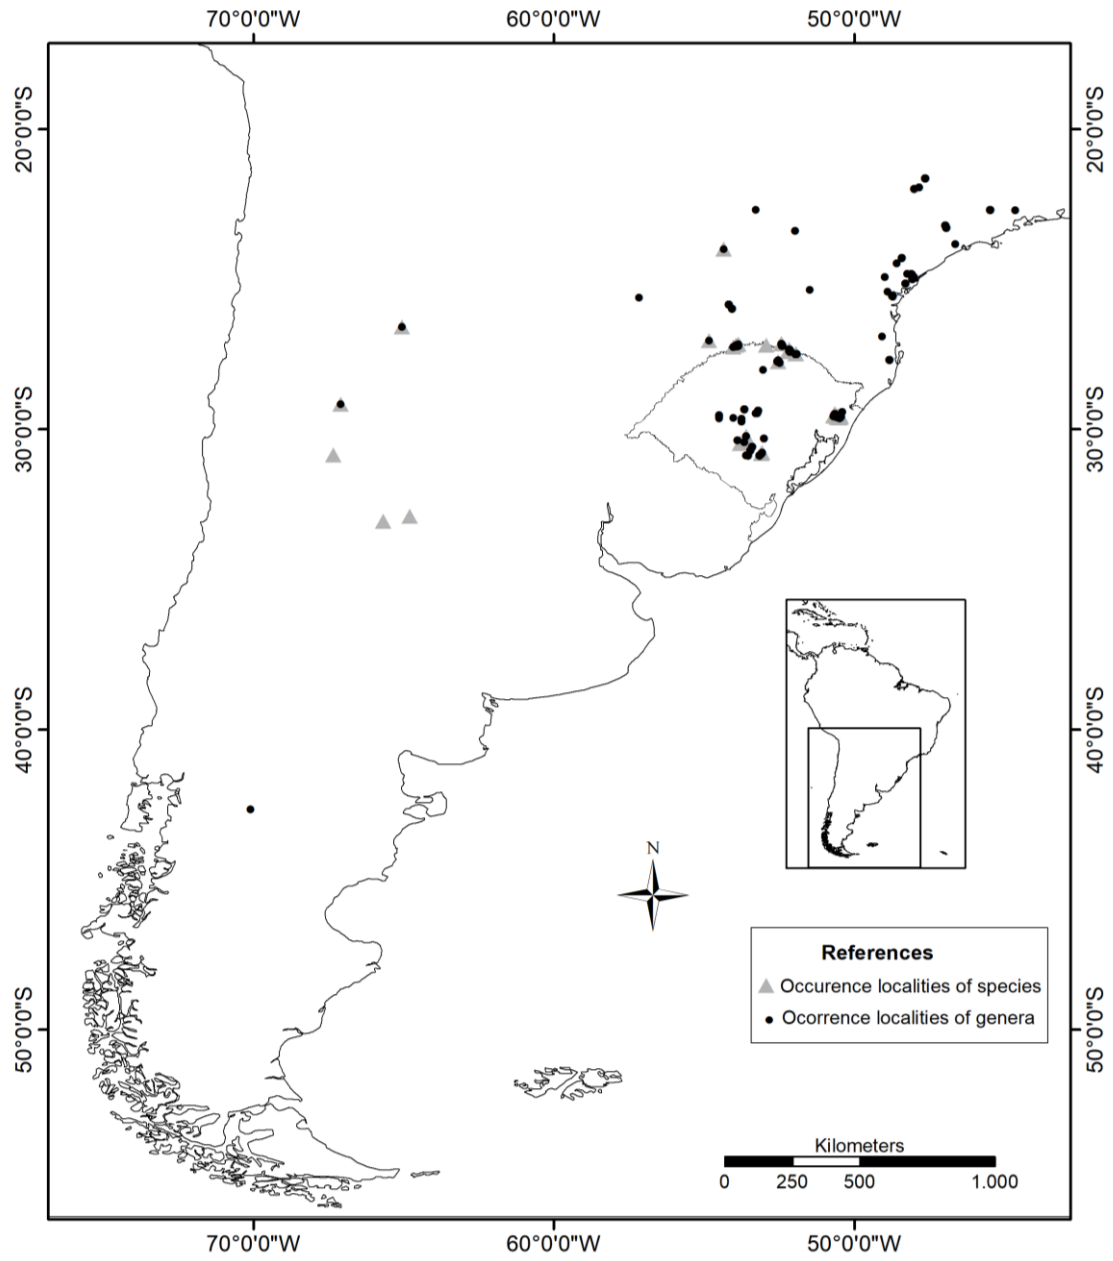 70°0'0"W 60°0'0"W 50°0'0"W
20°0'0"S 20°0'0"S
30°0'0"S 30°0'0"S
40°0'0"S 40°0'0"S
N
References
Occurence localities of species
Ocorrence localities of genera
50°0'0"S 50°0'0"S
Kilometers
0 250 500 1.000
70°0'0"W 60°0'0"W 50°0'0"W